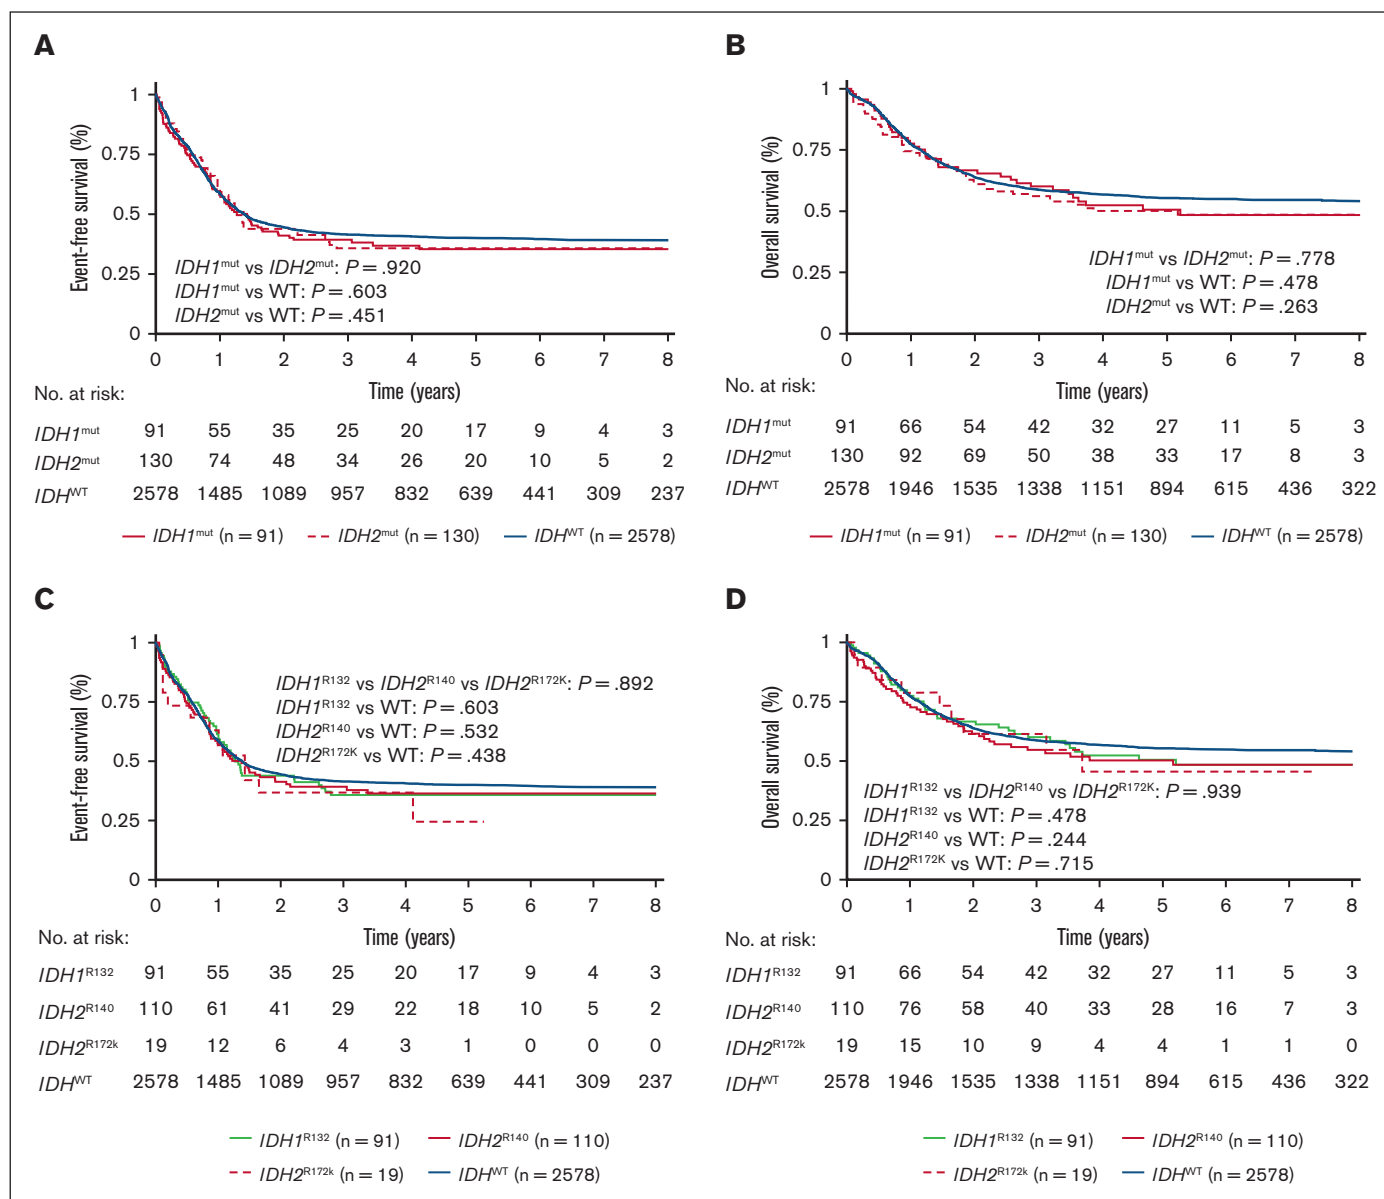 A
Event-free survival (%)
1
0.75
0.5
0.25
0
IDH1mut vs IDH2mut: P = .920
IDH1mut vs WT: P = .603
IDH2mut vs WT: P = .451
0 1 2 3 4 5 6 7 8
Time (years)
No. at risk:
IDH1mut 91 55 35 25 20 17 9 4 3
IDH2mut 130 74 48 34 26 20 10 5 2
IDHWT 2578 1485 1089 957 832 639 441 309 237
IDH1mut (n = 91) IDH2mut (n = 130) IDHWT (n = 2578)
B
Overall survival (%)
1
0.75
0.5
0.25
0
IDH1mut vs IDH2mut: P = .778
IDH1mut vs WT: P = .478
IDH2mut vs WT: P = .263
0 1 2 3 4 5 6 7 8
Time (years)
No. at risk:
IDH1mut 91 66 54 42 32 27 11 5 3
IDH2mut 130 92 69 50 38 33 17 8 3
IDHWT 2578 1946 1535 1338 1151 894 615 436 322
IDH1mut (n = 91) IDH2mut (n = 130) IDHWT (n = 2578)
C
Event-free survival (%)
1
0.75
0.5
0.25
0
IDH1R132 vs IDH2R140 vs IDH2R172K: P = .892
IDH1R132 vs WT: P = .603
IDH2R140 vs WT: P = .532
IDH2R172K vs WT: P = .438
0 1 2 3 4 5 6 7 8
Time (years)
No. at risk:
IDH1R132 91 55 35 25 20 17 9 4 3
IDH2R140 110 61 41 29 22 18 10 5 2
IDH2R172k 19 12 6 4 3 1 0 0 0
IDHWT 2578 1485 1089 957 832 639 441 309 237
IDH1R132 (n = 91) IDH2R140 (n = 110)
IDH2R172k (n = 19) IDHWT (n = 2578)
D
Overall survival (%)
1
0.75
0.5
0.25
0
IDH1R132 vs IDH2R140 vs IDH2R172K: P = .939
IDH1R132 vs WT: P = .478
IDH2R140 vs WT: P = .244
IDH2R172K vs WT: P = .715
0 1 2 3 4 5 6 7 8
Time (years)
No. at risk:
IDH1R132 91 66 54 42 32 27 11 5 3
IDH2R140 110 76 58 40 33 28 16 7 3
IDH2R172k 19 15 10 9 4 4 1 1 0
IDHWT 2578 1946 1535 1338 1151 894 615 436 322
IDH1R132 (n = 91) IDH2R140 (n = 110)
IDH2R172k (n = 19) IDHWT (n = 2578)